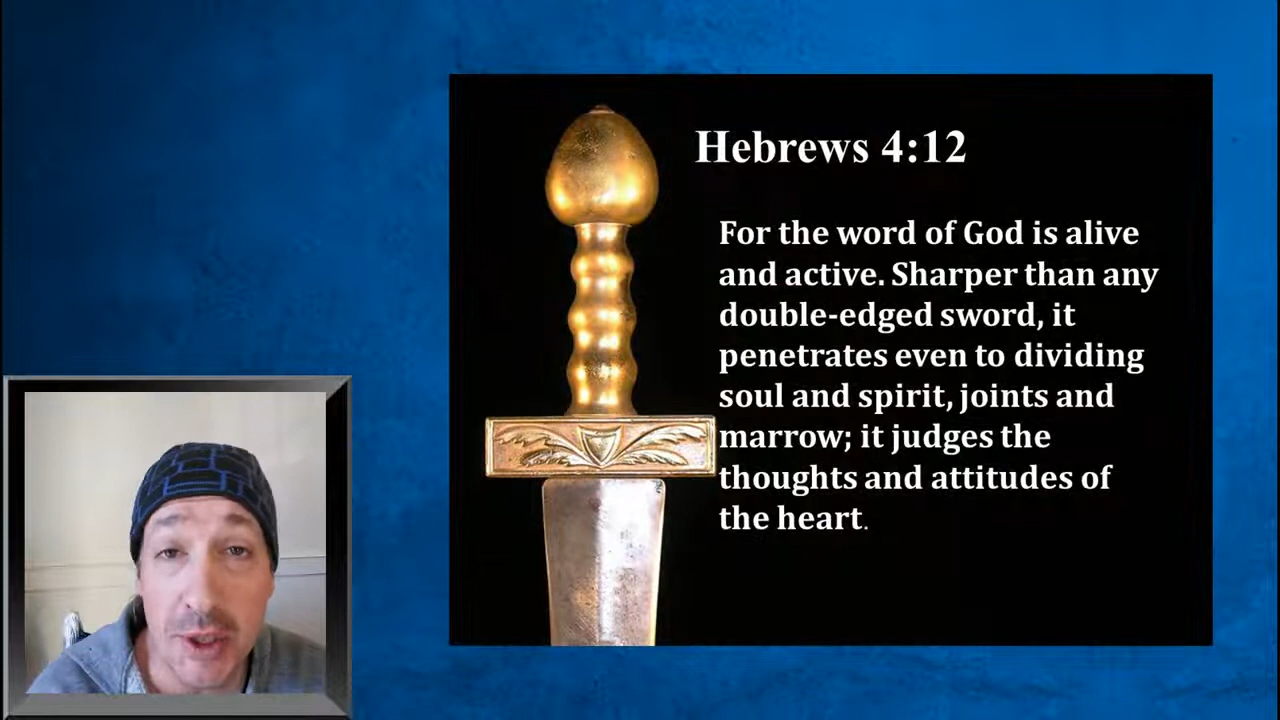 Hebrews 4:12
For the word of God is alive
and active. Sharper than any
double-edged sword, it
penetrates even to dividing
soul and spirit, joints and
marrow; it judges the
thoughts and attitudes of
the heart.